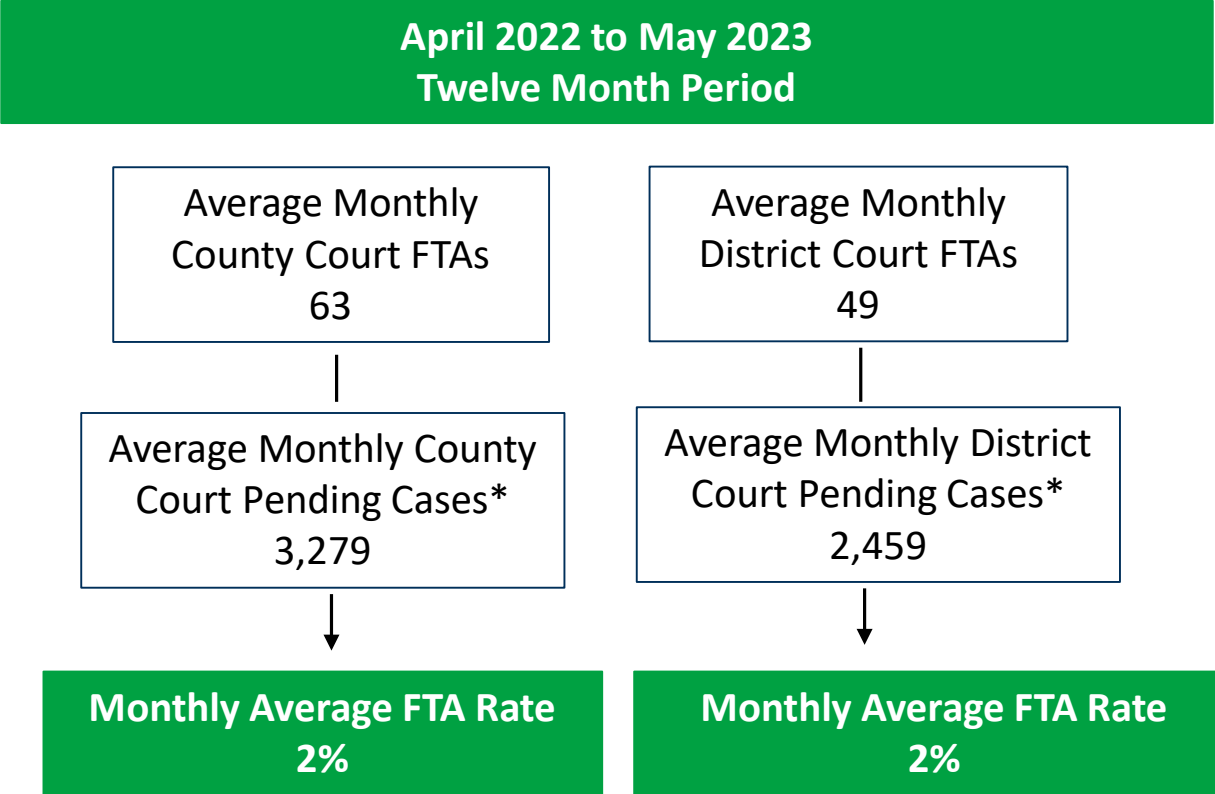 April 2022 to May 2023
Twelve Month Period
Average Monthly
County Court FTAs
63
Average Monthly County
Court Pending Cases*
3,279
Monthly Average FTA Rate
2%
Average Monthly
District Court FTAs
49
Average Monthly District
Court Pending Cases*
2,459
Monthly Average FTA Rate
2%